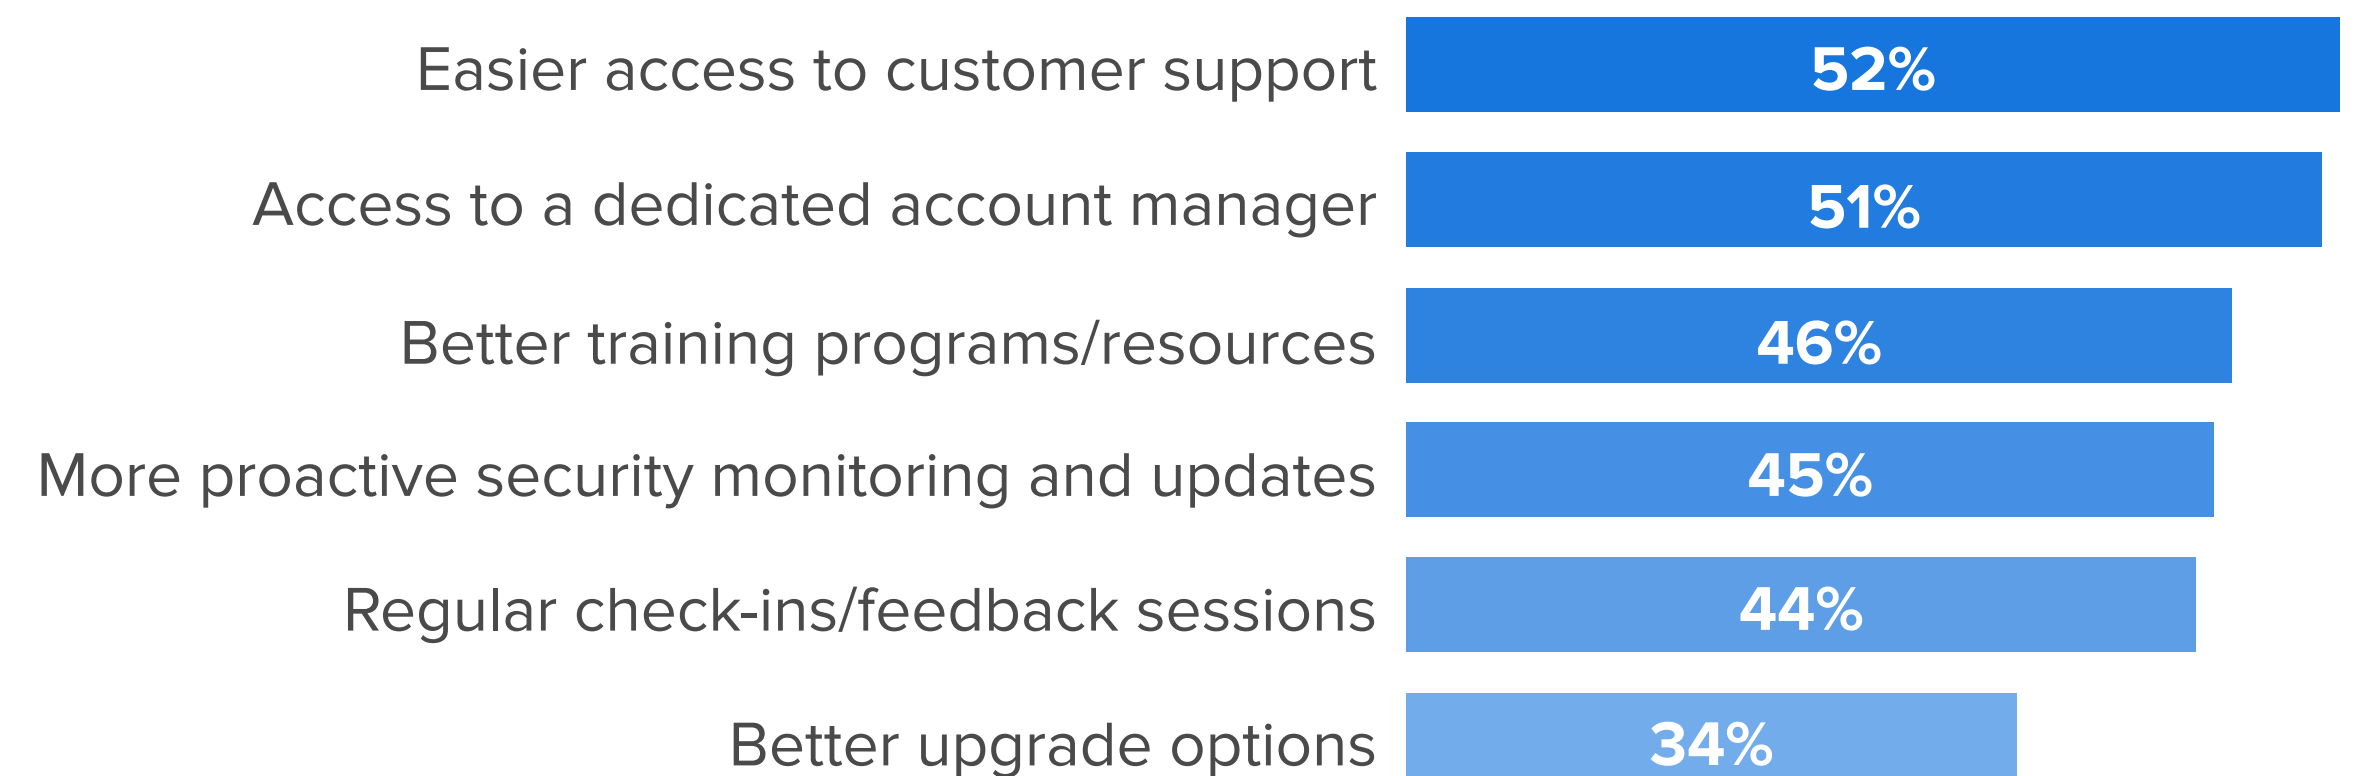 Easier access to customer support 52%
Access to a dedicated account manager 51%
Better training programs/resources 46%
More proactive security monitoring and updates 45%
Regular check-ins/feedback sessions 44%
Better upgrade options 34%